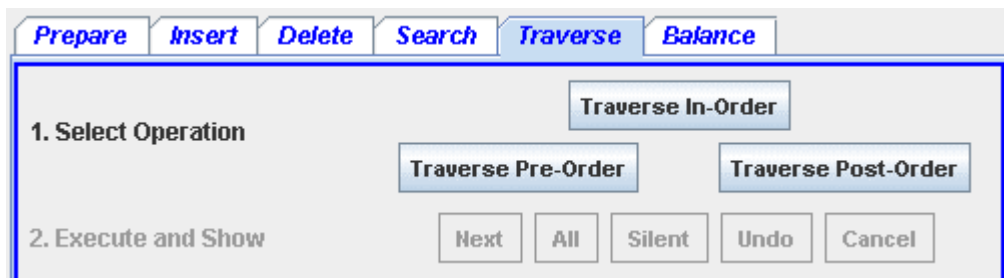 Prepare Insert Delete Search Traverse Balance
Traverse In-Order
1. Select Operation
Traverse Pre-Order Traverse Post-Order
2. Execute and Show Next All Silent Undo Cancel